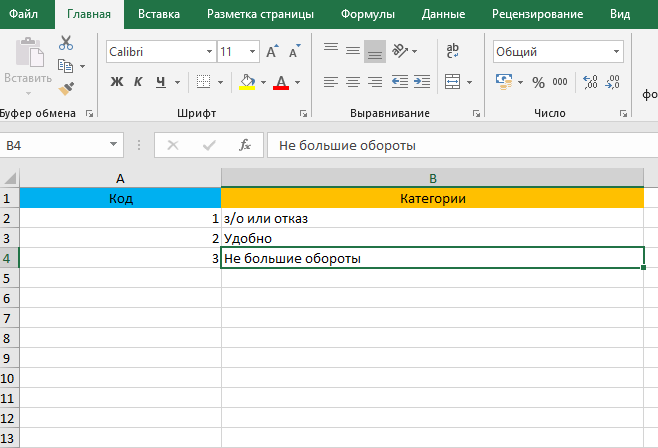 Файл Главная Вставка Разметка страницы Формулы Данные Рецензирование Вид
Calibri 11 A A ab Общий
Вставить c
Ж К Ч A % 000 ,00 ,0
,0 ,00
фо
Буфер обмена Шрифт Выравнивание Число
B4 fx Не большие обороты
A B
1 Код Категории
2 1 з/о или отказ
3 2 Удобно
4 3 Не большие обороты
5
6
7
8
9
10
11
12
13